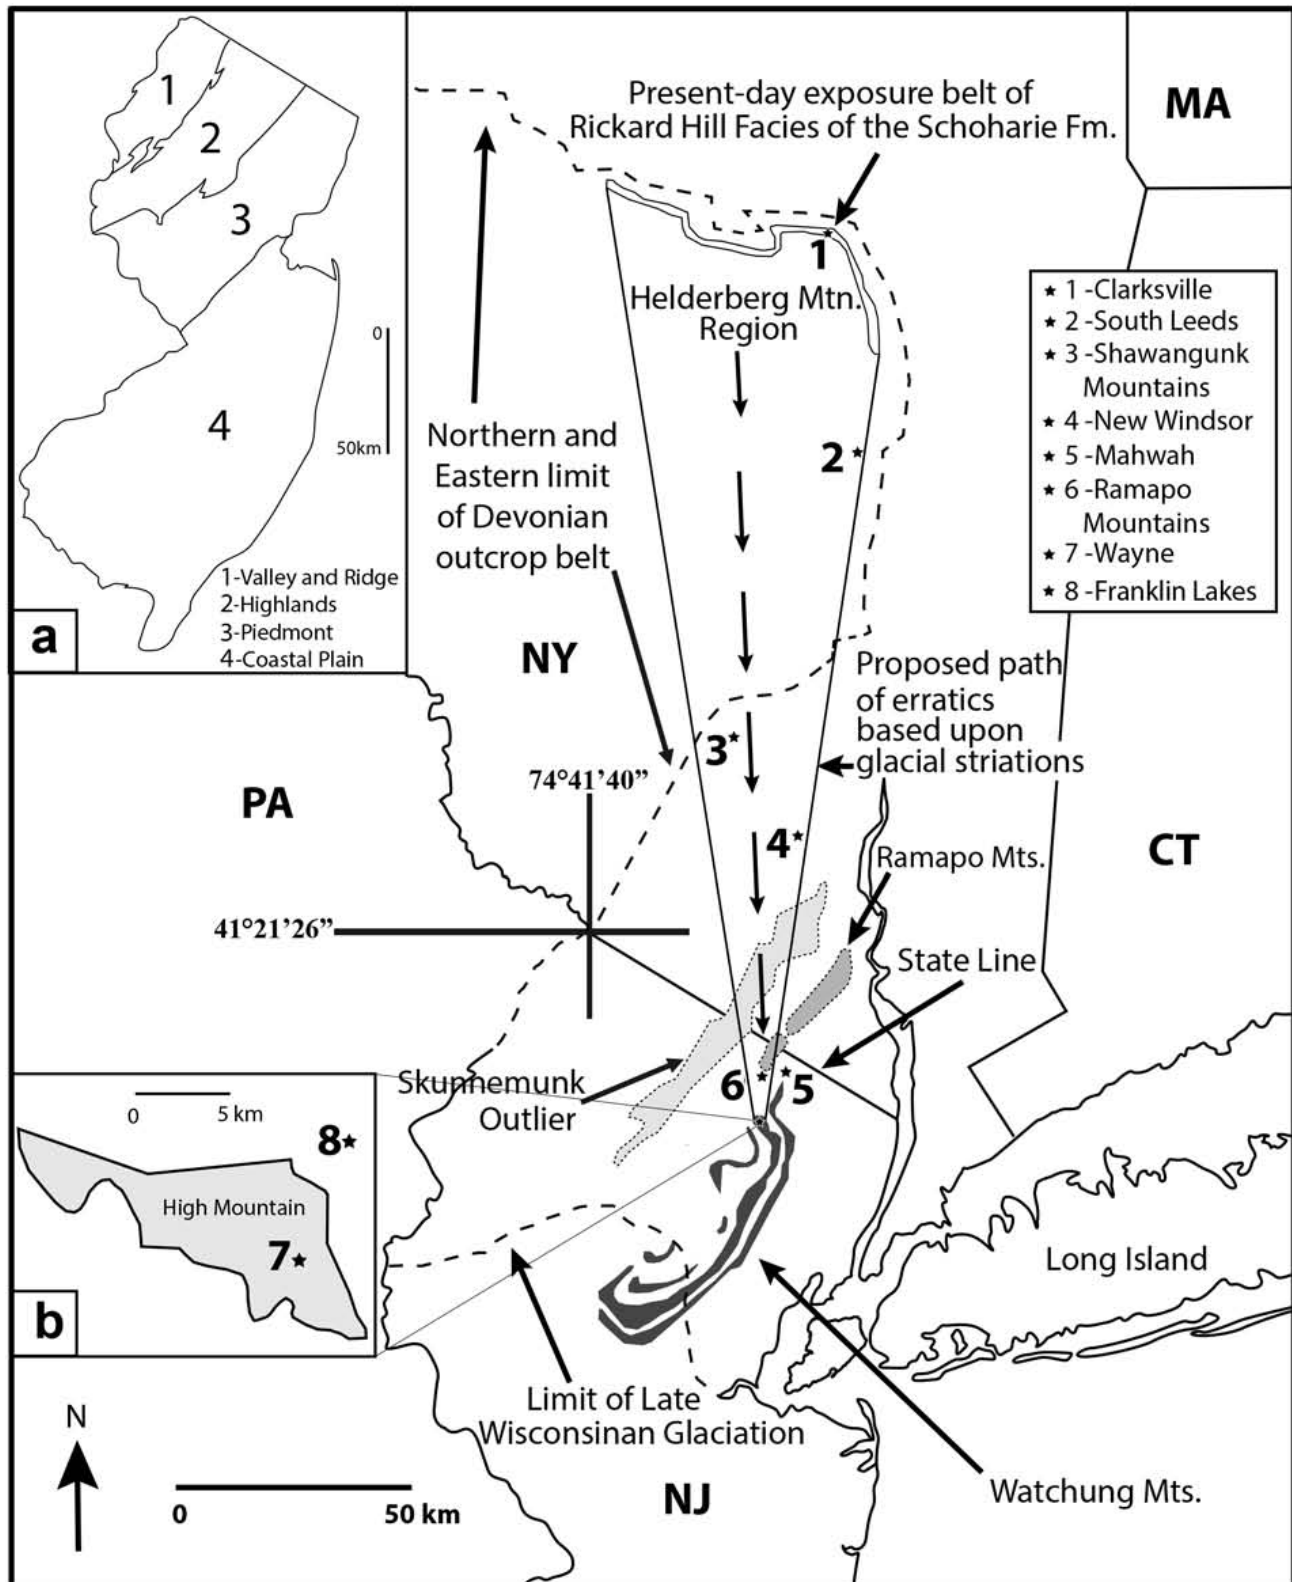 1
2
3
4
0
50km
1-Valley and Ridge
2-Highlands
3-Piedmont
4-Coastal Plain
a
Present-day exposure belt of
Rickard Hill Facies of the Schoharie Fm.
MA
1
Helderberg Mtn.
Region
1 -Clarksville
2 -South Leeds
3 -Shawangunk
Mountains
4 -New Windsor
5 -Mahwah
6 -Ramapo
Mountains
7 -Wayne
8 -Franklin Lakes
Northern and
Eastern limit
of Devonian
outcrop belt
2
NY
Proposed path
of erratics
based upon
glacial striations
3
74°41'40”
PA
4
CT
Ramapo Mts.
41°21'26”
State Line
Skunnemunk
Outlier
6
5
0
5 km
8
High Mountain
7
b
Long Island
Limit of Late
Wisconsinan Glaciation
N
0
50 km
NJ
Watchung Mts.